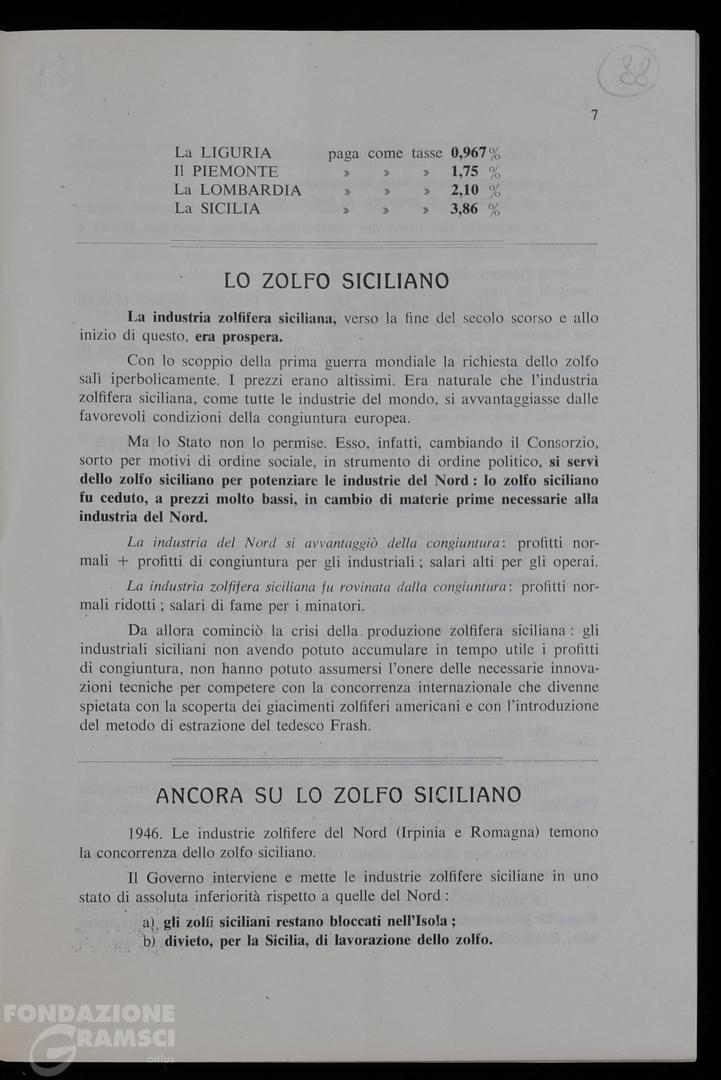 88
7
La LIGURIA paga come tasse 0,967%
Il PIEMONTE » » » 1,75 %
La LOMBARDIA » » » 2,10 %
La SICILIA » » » 3,86 %
LO ZOLFO SICILIANO
La industria zolfifera siciliana, verso la fine del secolo scorso e allo
inizio di questo, era prospera.
Con lo scoppio della prima guerra mondiale la richiesta dello zolfo
salì iperbolicamente. I prezzi erano altissimi. Era naturale che l'industria
zolfifera siciliana, come tutte le industrie del mondo, si avvantaggiasse dalle
favorevoli condizioni della congiuntura europea.
Ma lo Stato non lo permise. Esso, infatti, cambiando il Consorzio,
sorto per motivi di ordine sociale, in strumento di ordine politico, si servì
dello zolfo siciliano per potenziare le industrie del Nord : lo zolfo siciliano
fu ceduto, a prezzi molto bassi, in cambio di materie prime necessarie alla
industria del Nord.
La industria del Nord si avvantaggiò della congiuntura: profitti nor-
mali + profitti di congiuntura per gli industriali ; salari alti per gli operai.
La industria zolfifera siciliana fu rovinata dalla congiuntura: profitti nor-
mali ridotti ; salari di fame per i minatori.
Da allora cominciò la crisi della produzione zolfifera siciliana : gli
industriali siciliani non avendo potuto accumulare in tempo utile i profitti
di congiuntura, non hanno potuto assumersi l'onere delle necessarie innova-
zioni tecniche per competere con la concorrenza internazionale che divenne
spietata con la scoperta dei giacimenti zolfiferi americani e con l'introduzione
del metodo di estrazione del tedesco Frash.
ANCORA SU LO ZOLFO SICILIANO
1946. Le industrie zolfifere del Nord (Irpinia e Romagna) temono
la concorrenza dello zolfo siciliano.
Il Governo interviene e mette le industrie zolfifere siciliane in uno
stato di assoluta inferiorità rispetto a quelle del Nord :
a) gli zolfi siciliani restano bloccati nell'Isola ;
b) divieto, per la Sicilia, di lavorazione dello zolfo.
FONDAZIONE
GRAMSCI
onlus